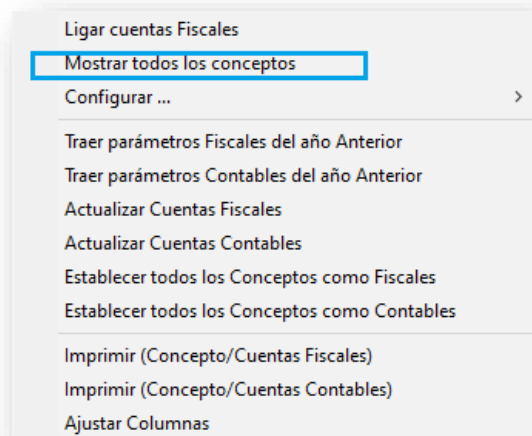 Ligar cuentas Fiscales
Mostrar todos los conceptos
Configurar ...
Traer parámetros Fiscales del año Anterior
Traer parámetros Contables del año Anterior
Actualizar Cuentas Fiscales
Actualizar Cuentas Contables
Establecer todos los Conceptos como Fiscales
Establecer todos los Conceptos como Contables
Imprimir (Concepto/Cuentas Fiscales)
Imprimir (Concepto/Cuentas Contables)
Ajustar Columnas